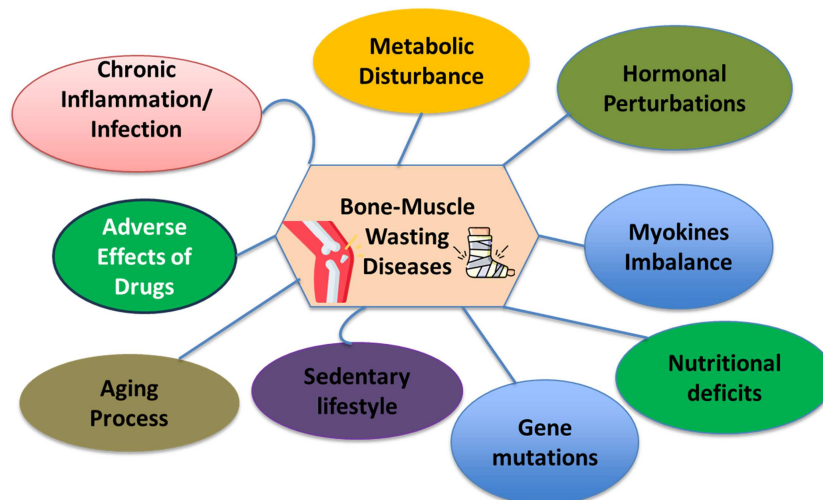 Metabolic
Disturbance
Chronic
Inflammation/
Infection
Hormonal
Perturbations
Bone-Muscle
Wasting
Diseases
Adverse
Effects of
Drugs
Myokines
Imbalance
Aging
Process
Sedentary
lifestyle
Gene
mutations
Nutritional
deficits